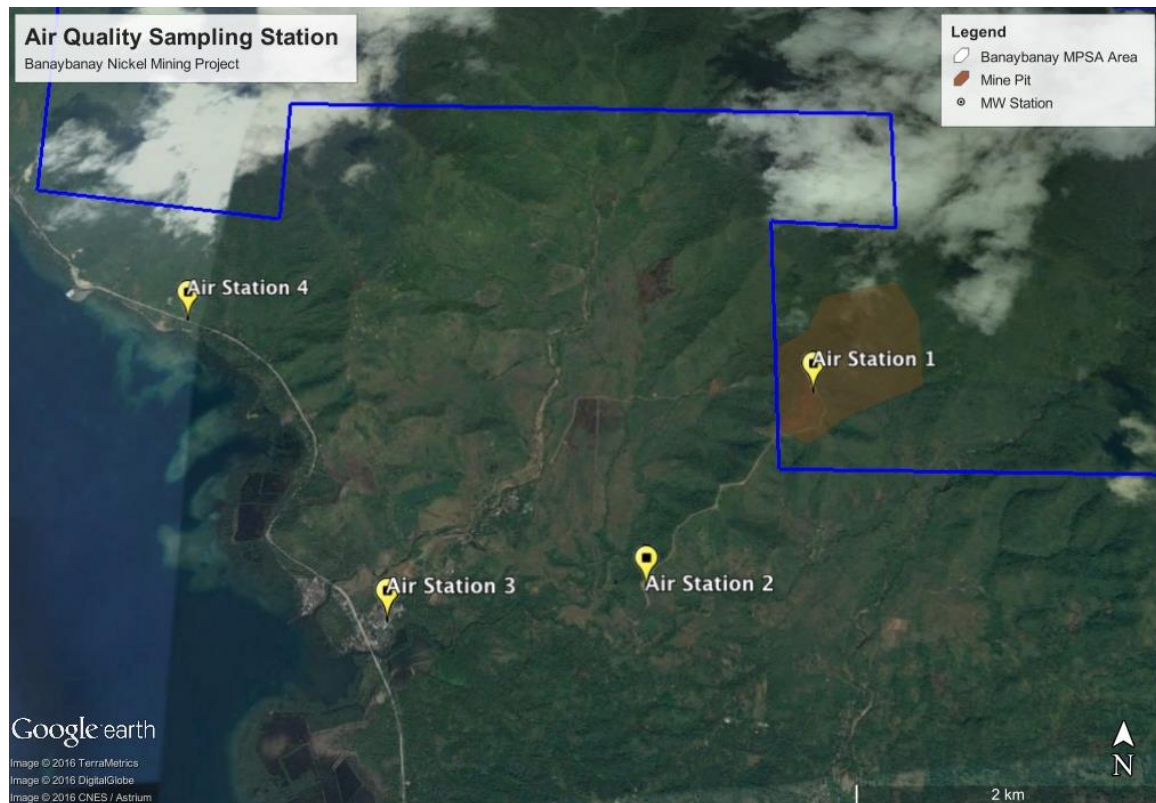 Air Quality Sampling Station
Banaybanay Nickel Mining Project
Legend
Banaybanay MPSA Area
Mine Pit
MW Station
Air Station 4
Air Station 1
Air Station 3
Air Station 2
Google earth
Image © 2016 TerraMetrics
Image © 2016 DigitalGlobe
Image © 2016 CNES / Astrium
N
2 km